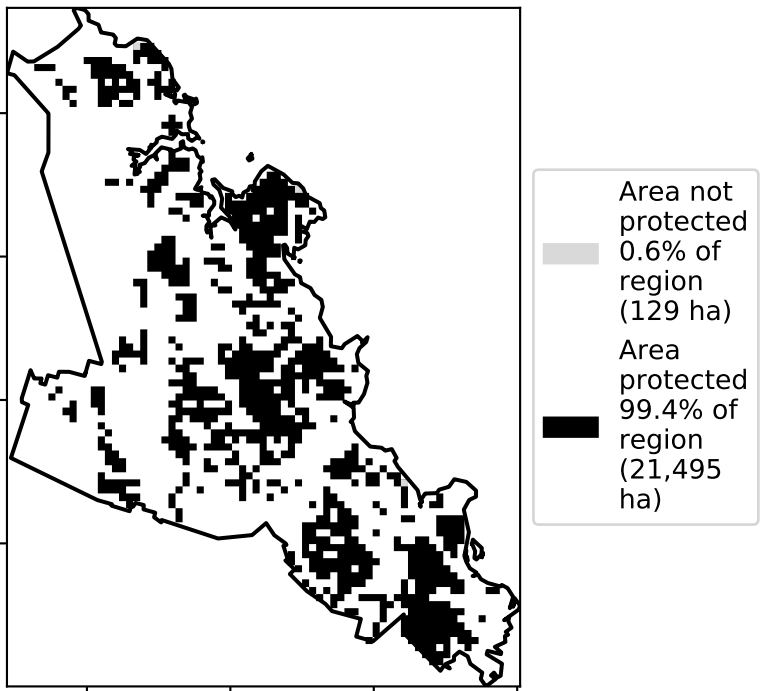 Area not
protected
0.6% of
region
(129 ha)
Area
protected
99.4% of
region
(21,495
ha)